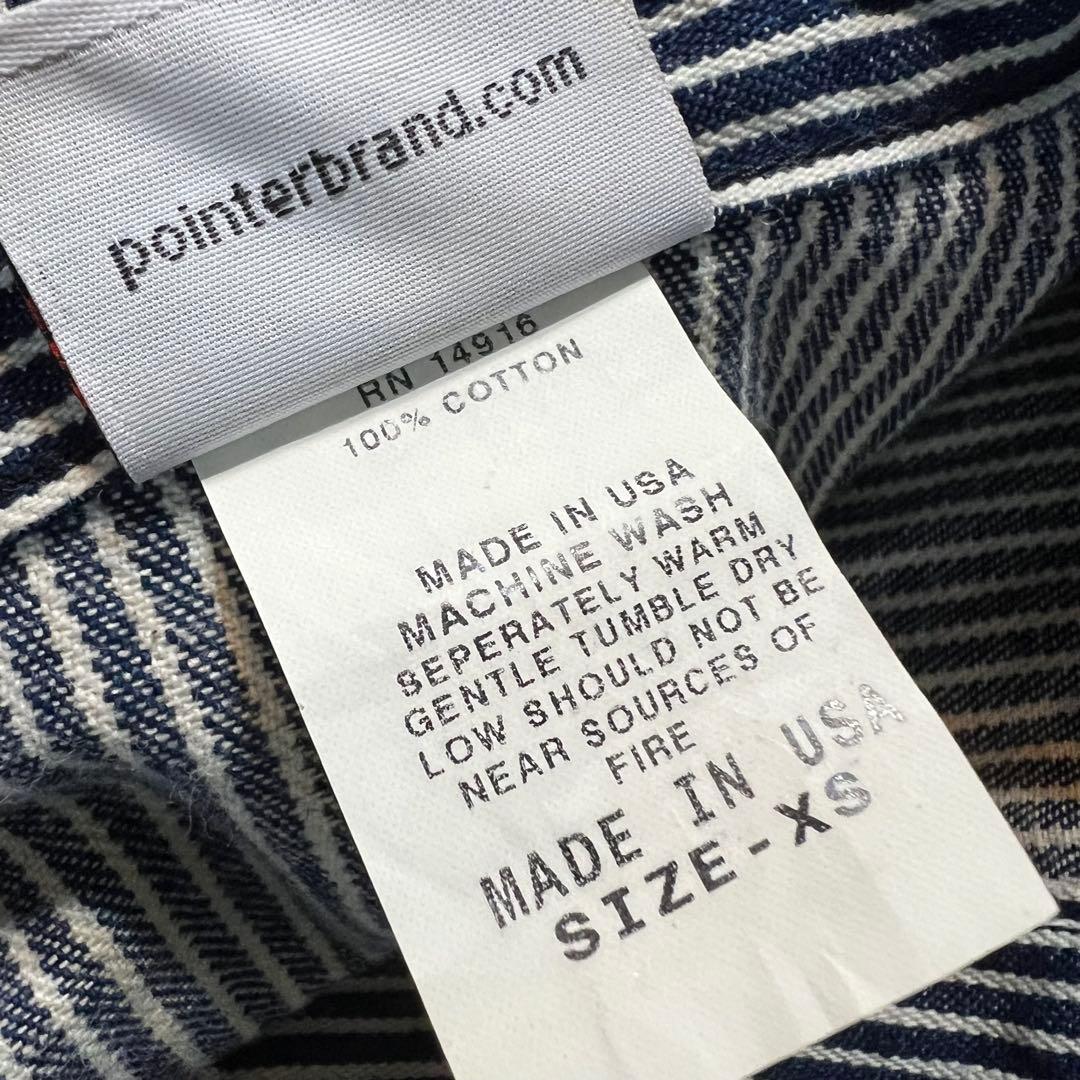 pointerbrand.com
RN 14916
100% COTTON
MADE IN USA
MACHINE WASH
SEPERATELY WARM
GENTLE TUMBLE DRY
LOW SHOULD NOT BE
NEAR SOURCES OF
FIRE
MADE IN USA
SIZE-XS